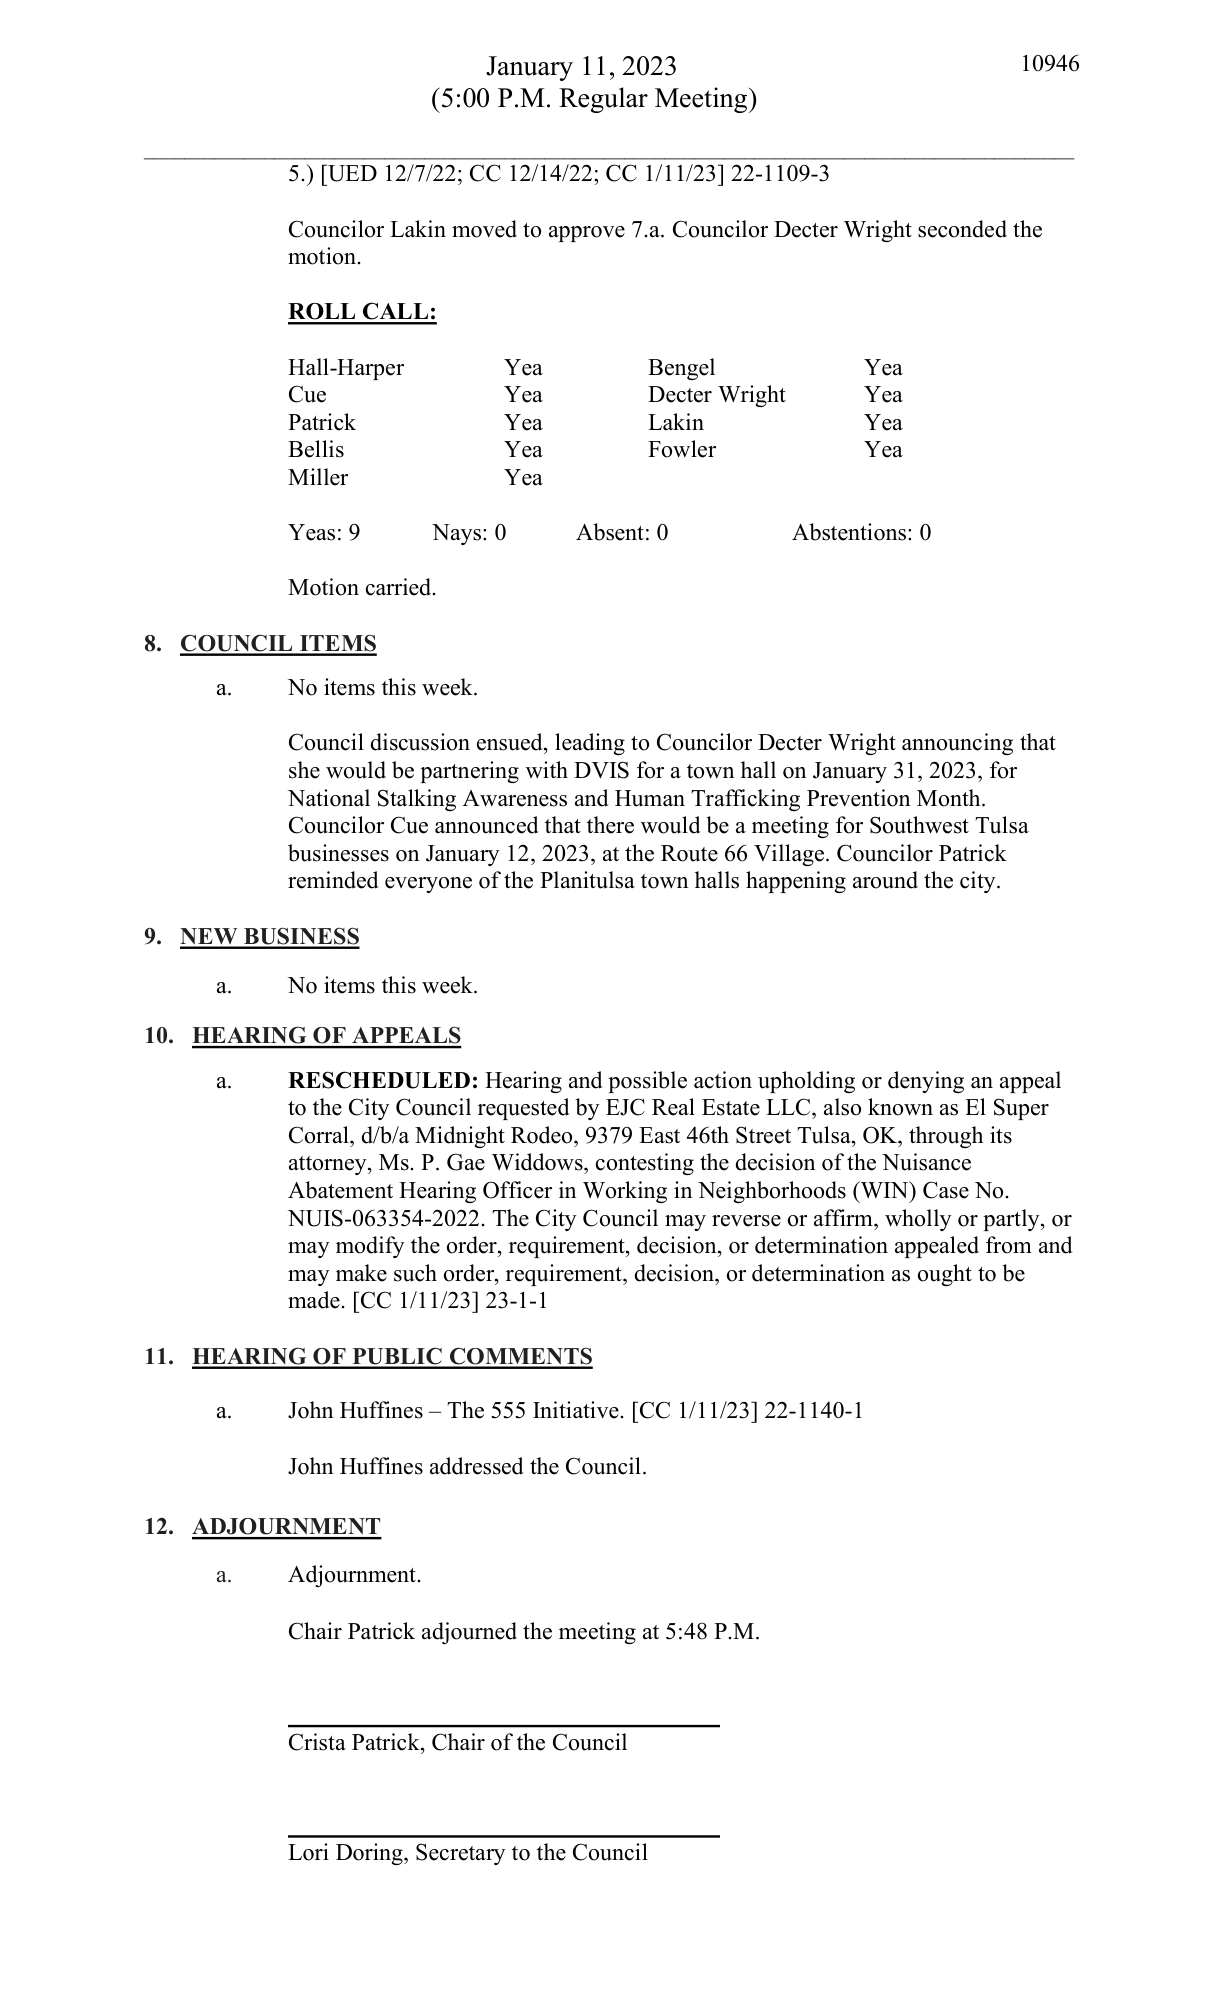 January 11, 2023
10946
(5:00 P.M. Regular Meeting)
5.) [UED 12/7/22; CC 12/14/22; CC 1/11/23] 22-1109-3
Councilor Lakin moved to approve 7.a. Councilor Decter Wright seconded the
motion.
ROLL CALL:
Hall-Harper Yea Bengel Yea
Cue Yea Decter Wright Yea
Patrick Yea Lakin Yea
Bellis Yea Fowler Yea
Miller Yea
Yeas: 9 Nays: 0 Absent: 0 Abstentions: 0
Motion carried.
8. COUNCIL ITEMS
a. No items this week.
Council discussion ensued, leading to Councilor Decter Wright announcing that
she would be partnering with DVIS for a town hall on January 31, 2023, for
National Stalking Awareness and Human Trafficking Prevention Month.
Councilor Cue announced that there would be a meeting for Southwest Tulsa
businesses on January 12, 2023, at the Route 66 Village. Councilor Patrick
reminded everyone of the Planitulsa town halls happening around the city.
9. NEW BUSINESS
a. No items this week.
10. HEARING OF APPEALS
a. RESCHEDULED: Hearing and possible action upholding or denying an appeal
to the City Council requested by EJC Real Estate LLC, also known as El Super
Corral, d/b/a Midnight Rodeo, 9379 East 46th Street Tulsa, OK, through its
attorney, Ms. P. Gae Widdows, contesting the decision of the Nuisance
Abatement Hearing Officer in Working in Neighborhoods (WIN) Case No.
NUIS-063354-2022. The City Council may reverse or affirm, wholly or partly, or
may modify the order, requirement, decision, or determination appealed from and
may make such order, requirement, decision, or determination as ought to be
made. [CC 1/11/23] 23-1-1
11. HEARING OF PUBLIC COMMENTS
a. John Huffines – The 555 Initiative. [CC 1/11/23] 22-1140-1
John Huffines addressed the Council.
12. ADJOURNMENT
a. Adjournment.
Chair Patrick adjourned the meeting at 5:48 P.M.
Crista Patrick, Chair of the Council
Lori Doring, Secretary to the Council